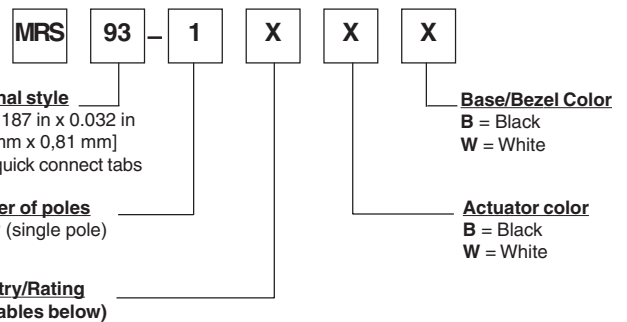 MRS 93 – 1 X X X
nal style
187 in x 0.032 in
nm x 0,81 mm]
quick connect tabs
er of poles
(single pole)
try/Rating
ables below)
Base/Bezel Color
B = Black
W = White
Actuator color
B = Black
W = White